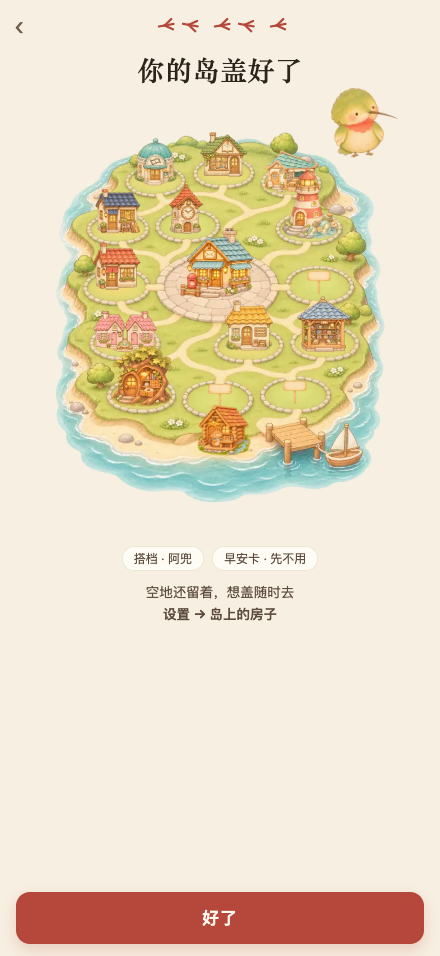 你的岛盖好了
搭档 · 阿兜
早安卡 · 先不用
空地还留着，想盖随时去
设置 → 岛上的房子
好了